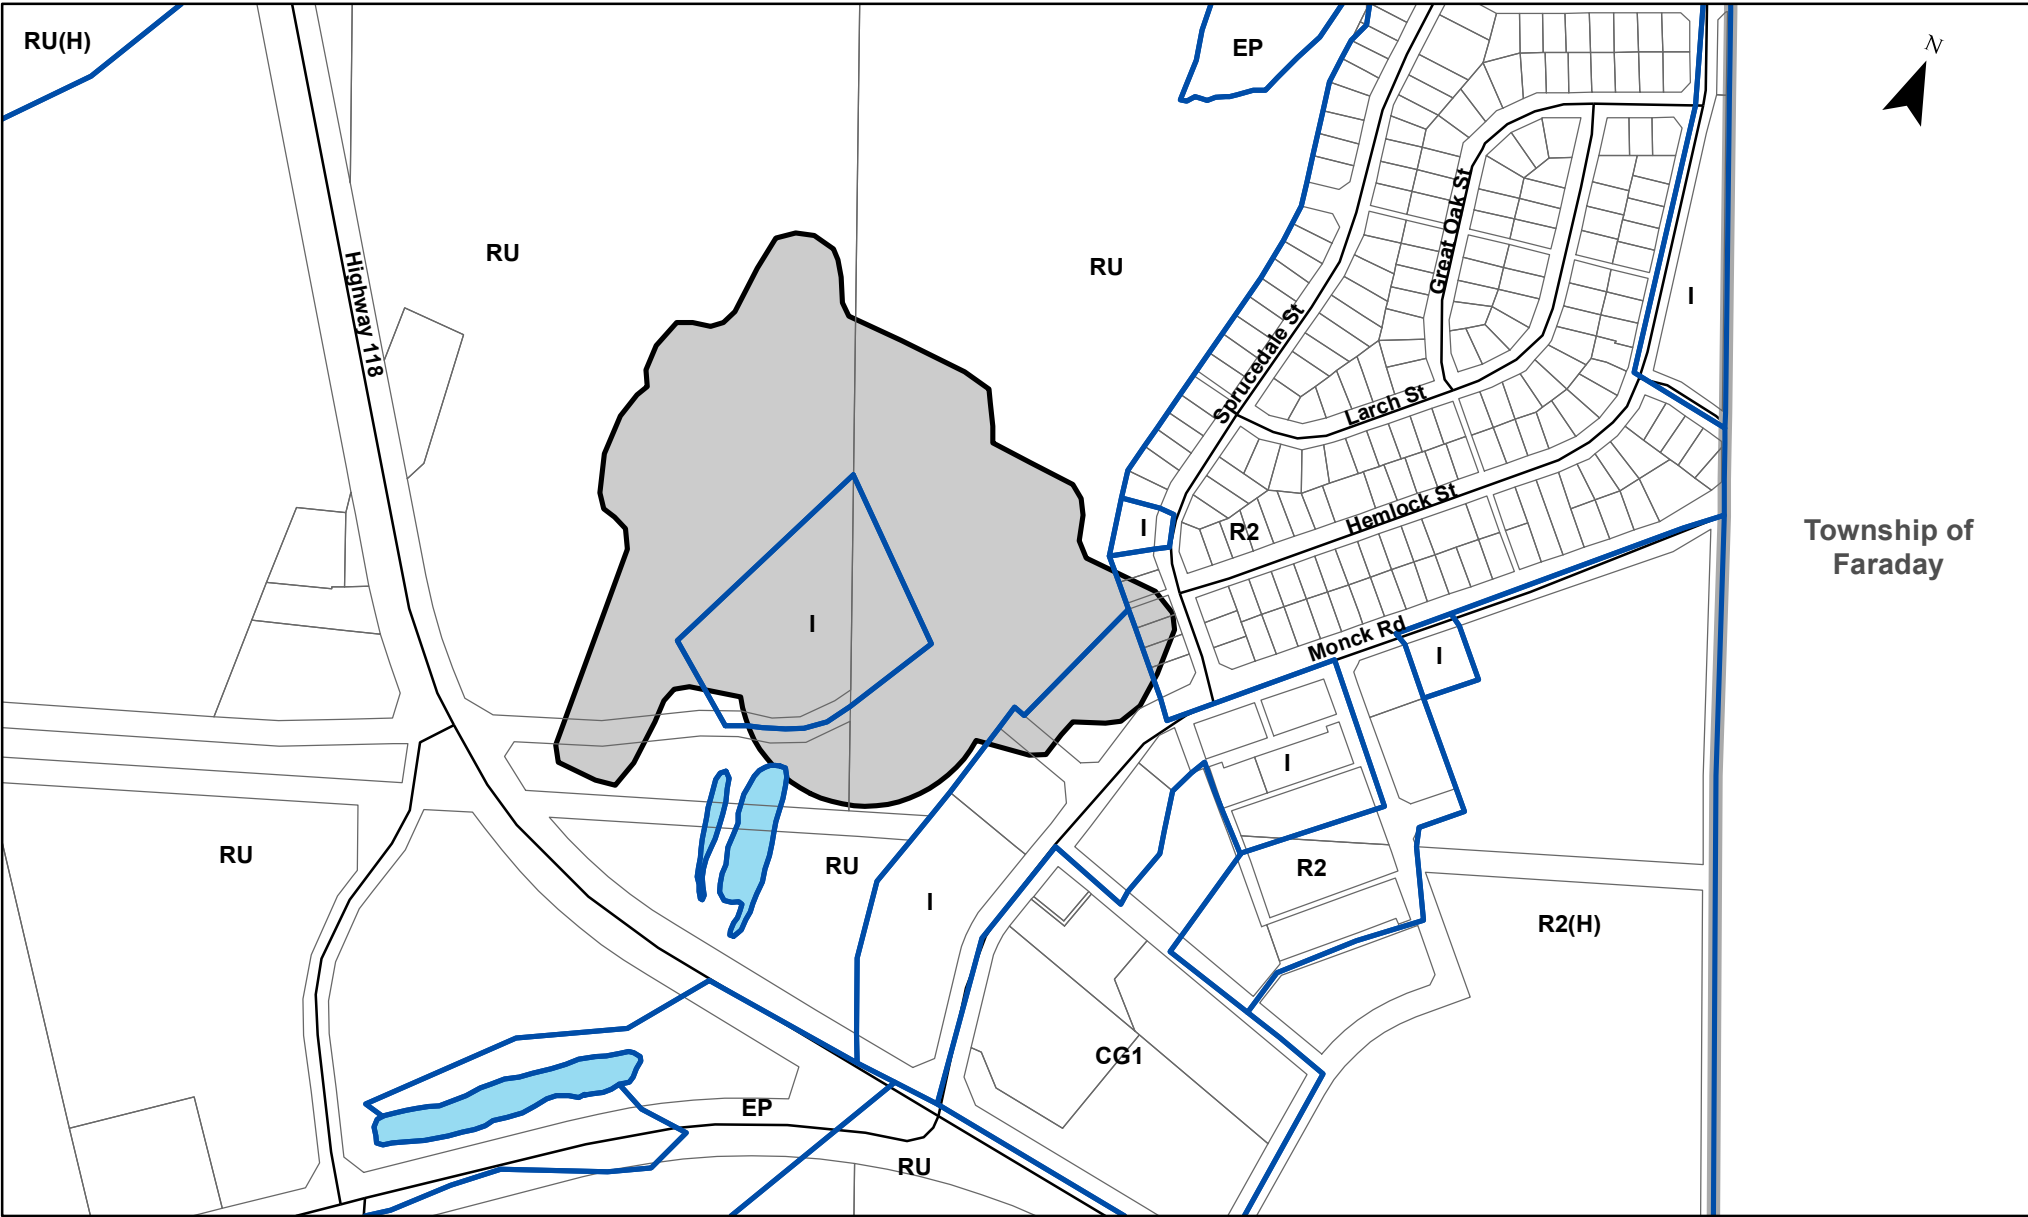 RU(H)
EP
N
RU
RU
Highway 118
Great Oak St
I
Sprucedale St
Larch St
Hemlock St
I
R2
Township of
Faraday
I
Monck Rd
I
I
RU
RU
R2
I
R2(H)
CG1
EP
RU